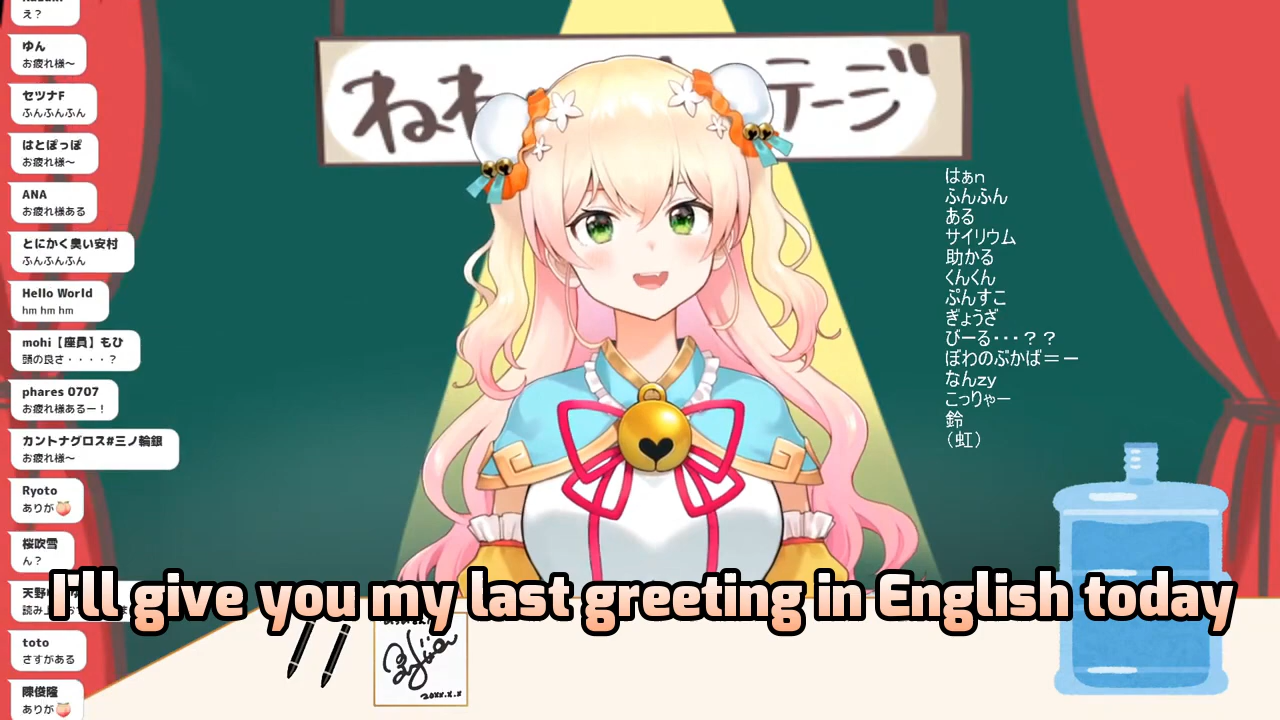 え？
ゆん
お疲れ様～
セツナF
ふんふんふん
はとぽっぽ
お疲れ様～
ANA
お疲れ様ある
とにかく臭い安村
ふんふんふん
Hello World
hm hm hm
mohi【座員】もひ
頭の良さ・・・・？
phares 0707
お疲れ様あるー！
カントナグロス#三ノ輪銀
お疲れ様～
Ryoto
ありが🍑
桜吹雪
ん？
toto
さすがある
陳俊隆
ありが🍑
ねね
テージ
はぁn
ふんふん
ある
サイリウム
助かる
くんくん
ぷんすこ
ぎょうざ
びーる･･･？？
ぼわのぶかば＝ー
なんzy
こっりゃー
鈴
（虹）
I'll give you my last greeting in English today
20XX.X.X